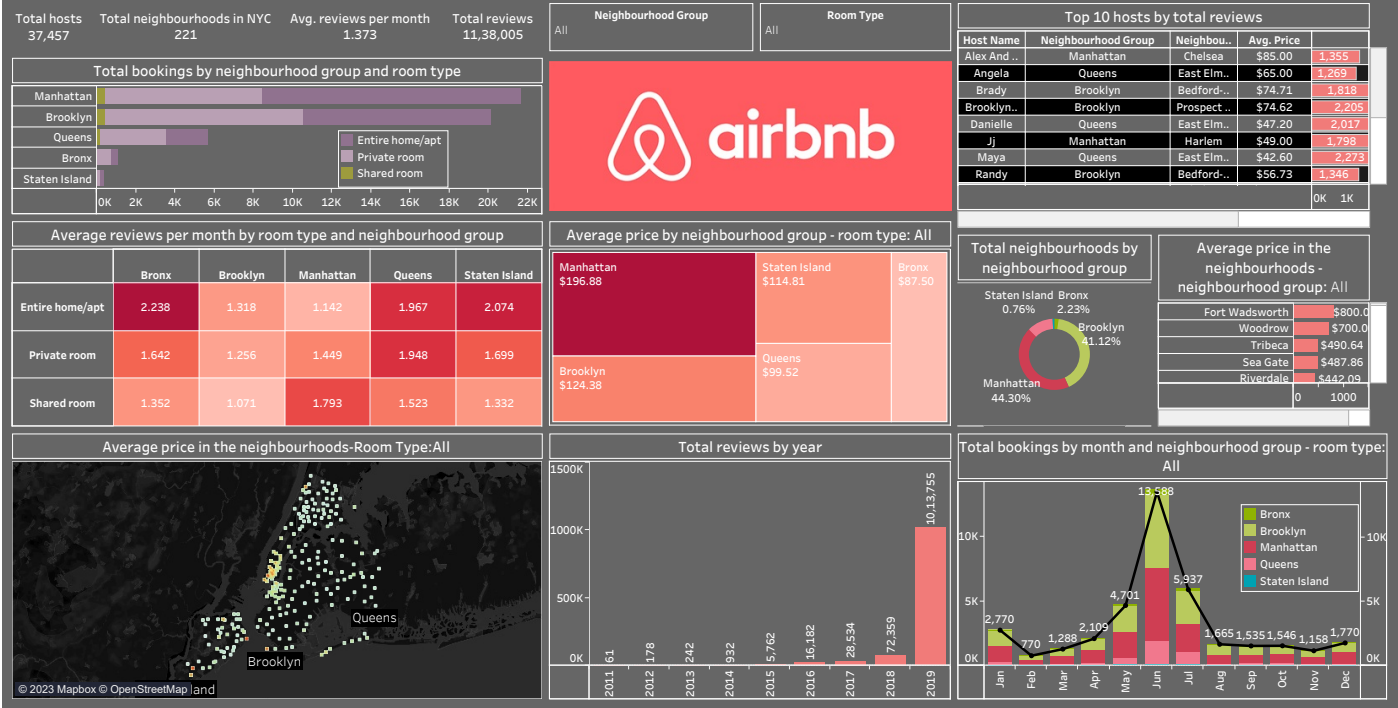 Total hosts
37,457
Total neighbourhoods in NYC
221
Avg. reviews per month
1.373
Total reviews
11,38,005
Neighbourhood Group
All
Room Type
All
Total bookings by neighbourhood group and room type
Manhattan
Brooklyn
Queens
Bronx
Staten Island
Entire home/apt
Private room
Shared room
0K 2K 4K 6K 8K 10K 12K 14K 16K 18K 20K 22K
airbnb
Top 10 hosts by total reviews
Host Name Neighbourhood Group Neighbou.. Avg. Price
Alex And .. Manhattan Chelsea $85.00 1,355
Angela Queens East Elm.. $65.00 1,269
Brady Brooklyn Bedford-.. $74.71 1,818
Brooklyn.. Brooklyn Prospect .. $74.62 2,205
Danielle Queens East Elm.. $47.20 2,017
Jj Manhattan Harlem $49.00 1,798
Maya Queens East Elm.. $42.60 2,273
Randy Brooklyn Bedford-.. $56.73 1,346
0K 1K
Average reviews per month by room type and neighbourhood group
Bronx Brooklyn Manhattan Queens Staten Island
Entire home/apt 2.238 1.318 1.142 1.967 2.074
Private room 1.642 1.256 1.449 1.948 1.699
Shared room 1.352 1.071 1.793 1.523 1.332
Average price by neighbourhood group - room type: All
Manhattan
$196.88
Brooklyn
$124.38
Staten Island
$114.81
Queens
$99.52
Bronx
$87.50
Total neighbourhoods by
neighbourhood group
Staten Island
0.76%
Bronx
2.23%
Brooklyn
41.12%
Manhattan
44.30%
Average price in the
neighbourhoods -
neighbourhood group: All
Fort Wadsworth $800.0
Woodrow $700.0
Tribeca $490.64
Sea Gate $487.86
Riverdale $442.09
0 1000
Average price in the neighbourhoods-Room Type:All
Queens
Brooklyn
© 2023 Mapbox © OpenStreetMap land
Total reviews by year
1500K
1000K
500K
0K
61
178
242
932
5,762
16,182
28,534
72,359
10,13,755
2011 2012 2013 2014 2015 2016 2017 2018 2019
Total bookings by month and neighbourhood group - room type:
All
10K
5K
0K
2,770
770
1,288
2,109
4,701
13,588
5,937
1,665
1,535
1,546
1,158
1,770
Bronx
Brooklyn
Manhattan
Queens
Staten Island
10K
5K
0K
Jan Feb Mar Apr May Jun Jul Aug Sep Oct Nov Dec